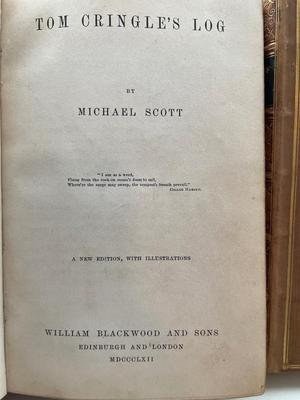 TOM CRINGLE'S LOG
BY
MICHAEL SCOTT
"I am as a weed,
Flung from the rock on ocean's foam to sail,
Where'er the surge may sweep, the tempest's breath prevail."
CHILDE HAROLD.
A NEW EDITION, WITH ILLUSTRATIONS
WILLIAM BLACKWOOD AND SONS
EDINBURGH AND LONDON
MDCCCLXII